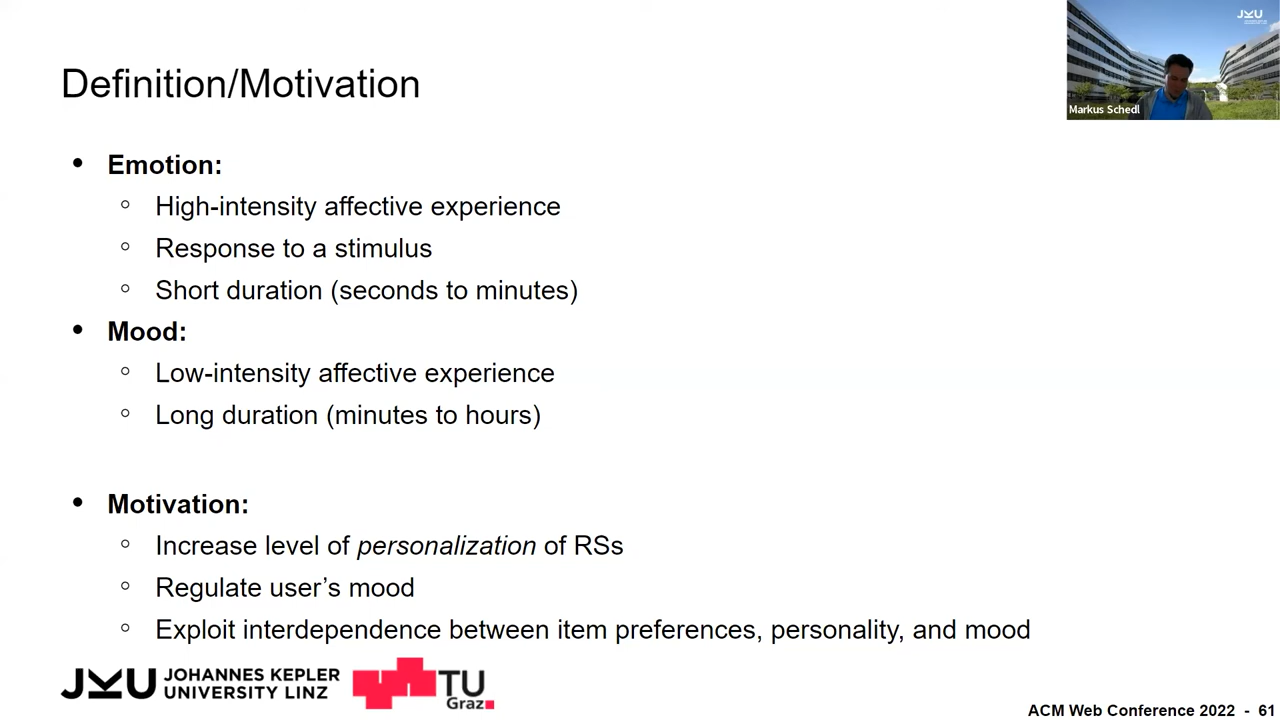 Definition/Motivation
JKU
Markus Schedl
• Emotion:
○ High-intensity affective experience
○ Response to a stimulus
○ Short duration (seconds to minutes)
• Mood:
○ Low-intensity affective experience
○ Long duration (minutes to hours)
• Motivation:
○ Increase level of personalization of RSs
○ Regulate user’s mood
○ Exploit interdependence between item preferences, personality, and mood
JKU JOHANNES KEPLER
UNIVERSITY LINZ
TU
Graz
ACM Web Conference 2022 - 61